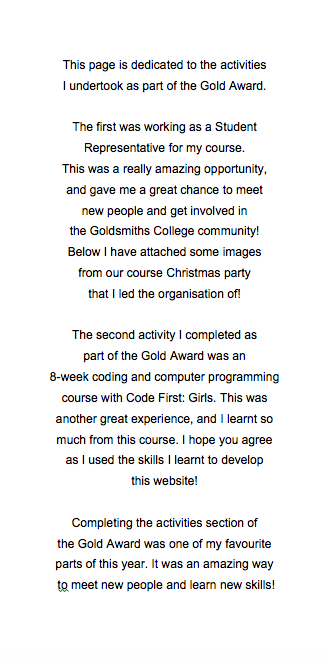 This page is dedicated to the activities
I undertook as part of the Gold Award.
The first was working as a Student
Representative for my course.
This was a really amazing opportunity,
and gave me a great chance to meet
new people and get involved in
the Goldsmiths College community!
Below I have attached some images
from our course Christmas party
that I led the organisation of!
The second activity I completed as
part of the Gold Award was an
8-week coding and computer programming
course with Code First: Girls. This was
another great experience, and I learnt so
much from this course. I hope you agree
as I used the skills I learnt to develop
this website!
Completing the activities section of
the Gold Award was one of my favourite
parts of this year. It was an amazing way
to meet new people and learn new skills!